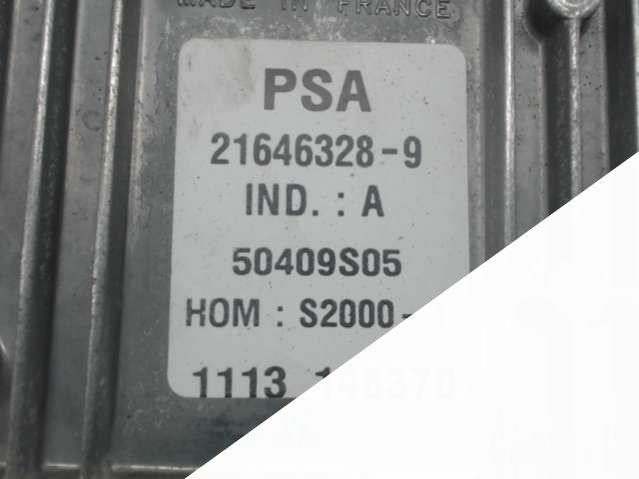 MADE IN FRANCE
PSA
21646328-9
IND. : A
50409S05
HOM : S2000-
1113